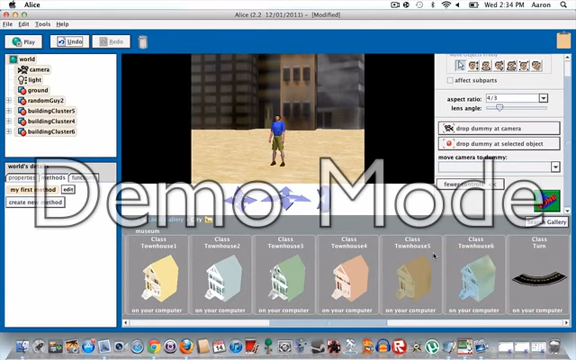 Alice
Wed 2:34 PM Aaron
Alice (2.2 12/01/2011) - [Modified]
File Edit Tools Help
Play Undo Redo
world
camera
light
ground
randomGuy2
buildingCluster5
buildingCluster4
buildingCluster6
affect subparts
aspect ratio: 4/3
lens angle:
drop dummy at camera
drop dummy at selected object
move camera to dummy:
world's details
properties methods
my first method edit
create new method
Demo Mode
museum
Class Townhouse1
Class Townhouse2
Class Townhouse3
Class Townhouse4
Class Townhouse5
Class Townhouse6
Class Turn
on your computer
on your computer
on your computer
on your computer
on your computer
on your computer
on your computer